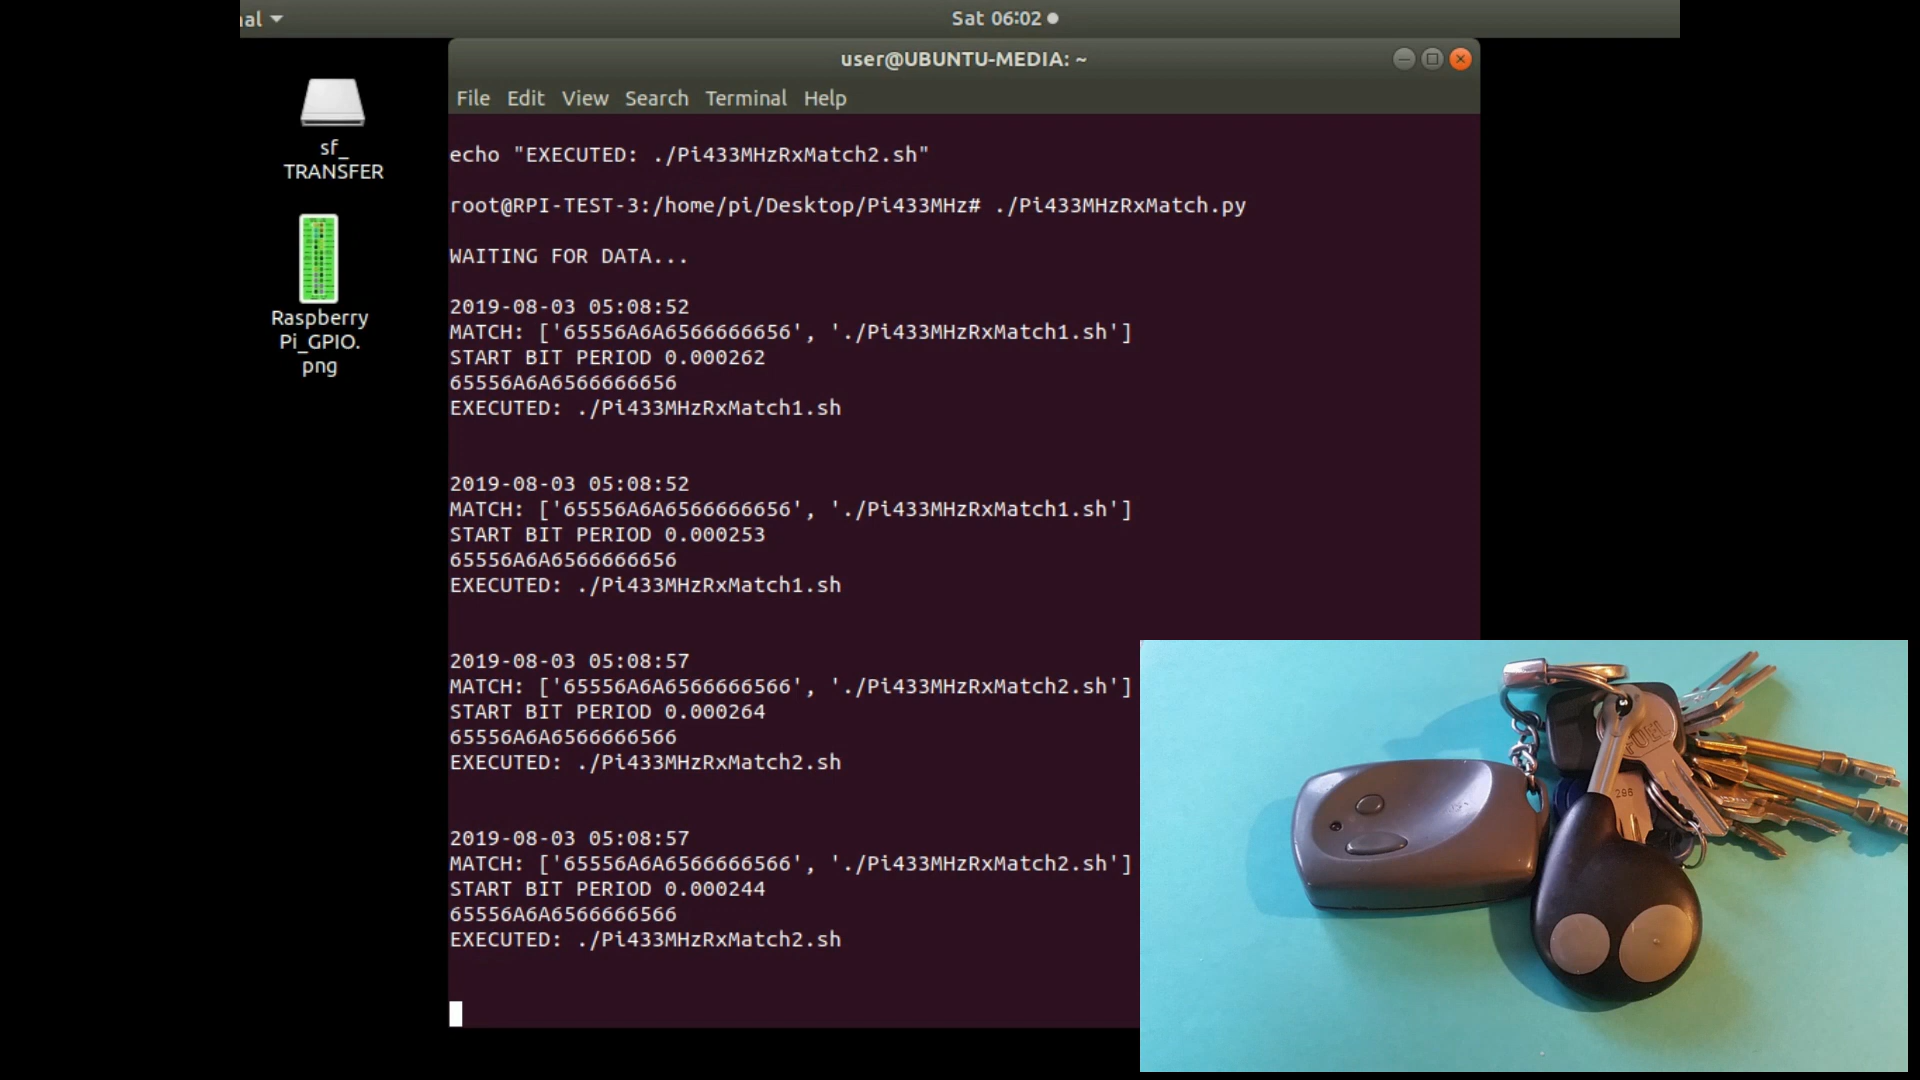 al
Sat 06:02
user@UBUNTU-MEDIA: ~
File Edit View Search Terminal Help
sf_
TRANSFER
Raspberry
Pi_GPIO.
png
echo "EXECUTED: ./Pi433MHzRxMatch2.sh"
root@RPI-TEST-3:/home/pi/Desktop/Pi433MHz# ./Pi433MHzRxMatch.py
WAITING FOR DATA...
2019-08-03 05:08:52
MATCH: ['65556A6A6566666656', './Pi433MHzRxMatch1.sh']
START BIT PERIOD 0.000262
65556A6A6566666656
EXECUTED: ./Pi433MHzRxMatch1.sh
2019-08-03 05:08:52
MATCH: ['65556A6A6566666656', './Pi433MHzRxMatch1.sh']
START BIT PERIOD 0.000253
65556A6A6566666656
EXECUTED: ./Pi433MHzRxMatch1.sh
2019-08-03 05:08:57
MATCH: ['65556A6A6566666566', './Pi433MHzRxMatch2.sh']
START BIT PERIOD 0.000264
65556A6A6566666566
EXECUTED: ./Pi433MHzRxMatch2.sh
2019-08-03 05:08:57
MATCH: ['65556A6A6566666566', './Pi433MHzRxMatch2.sh']
START BIT PERIOD 0.000244
65556A6A6566666566
EXECUTED: ./Pi433MHzRxMatch2.sh
286